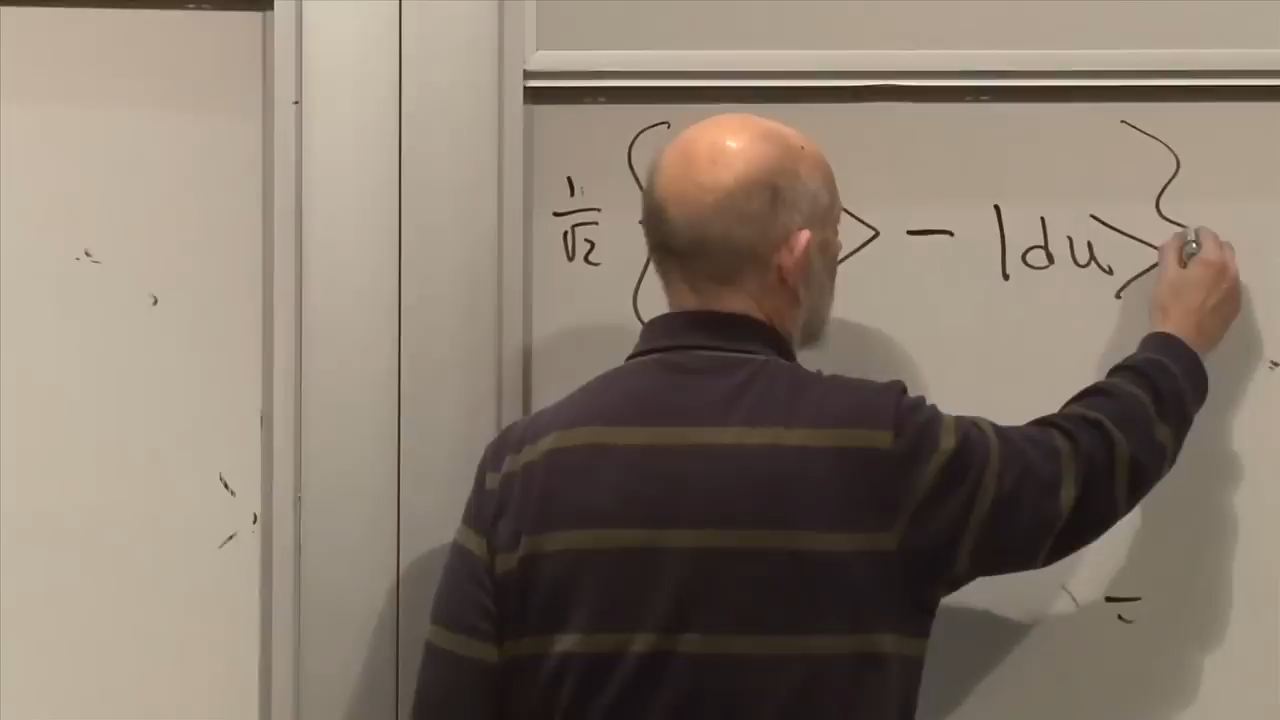 1/√2 { ⟩ − |du⟩ }